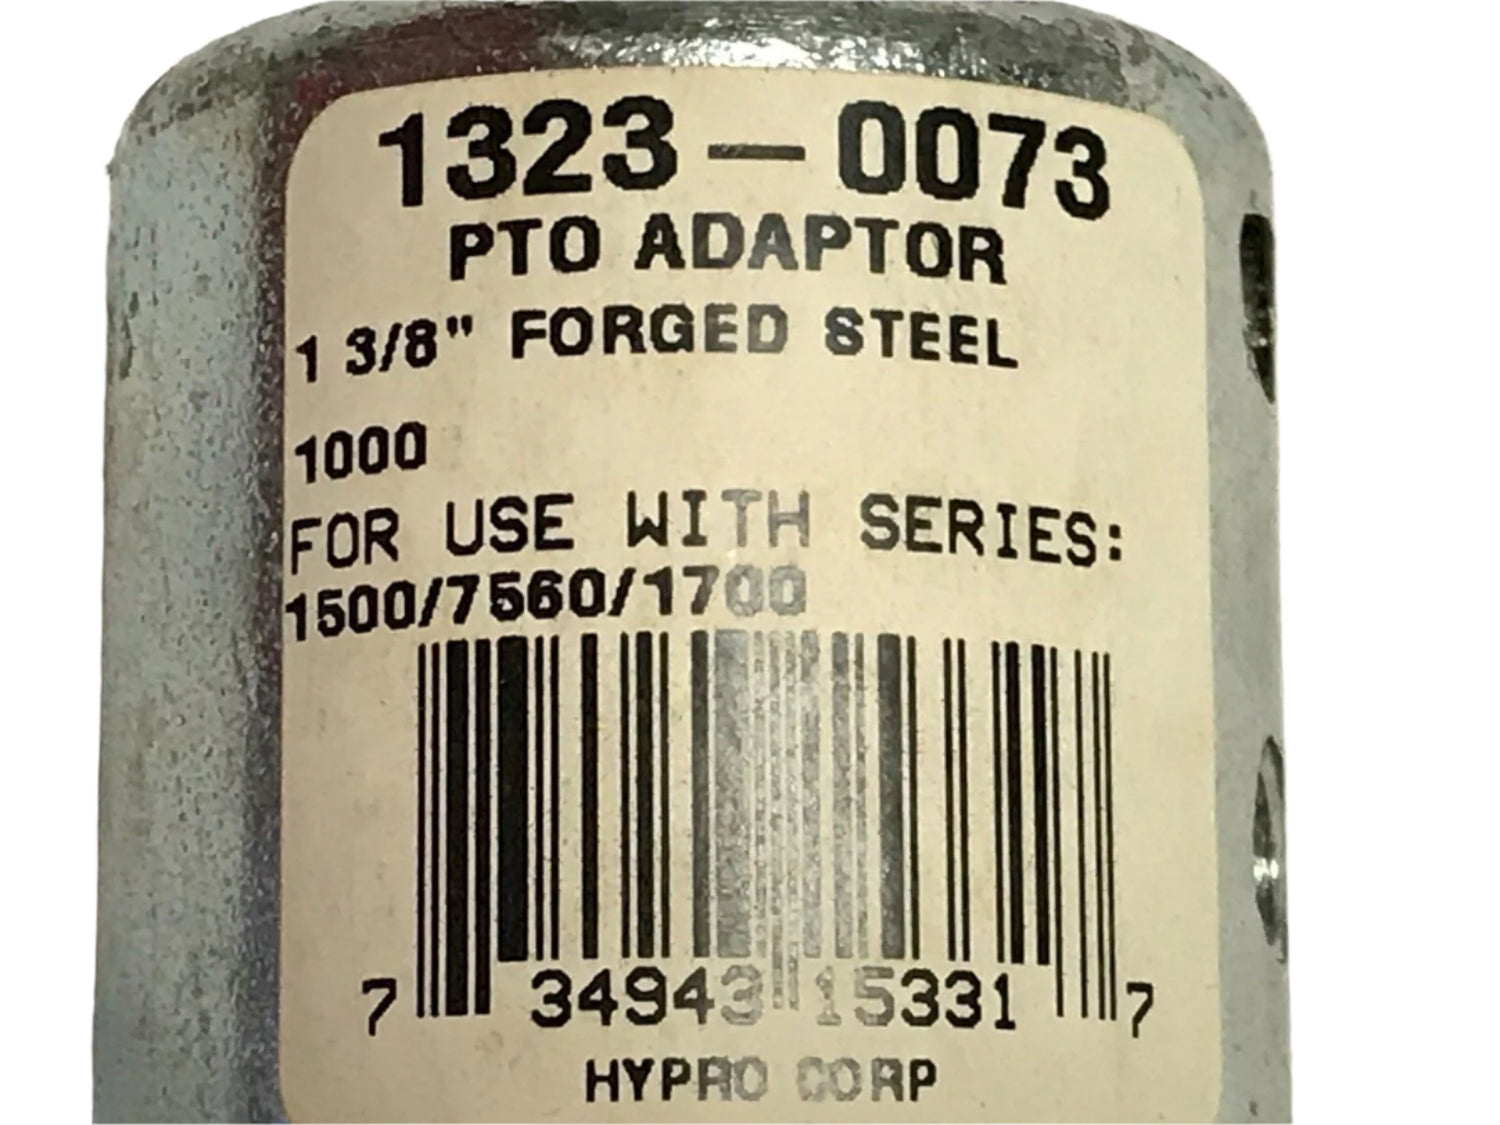 1323-0073
PTO ADAPTOR
1 3/8" FORGED STEEL
1000
FOR USE WITH SERIES:
1500/7560/1700
7 34943 15331 7
HYPRO CORP